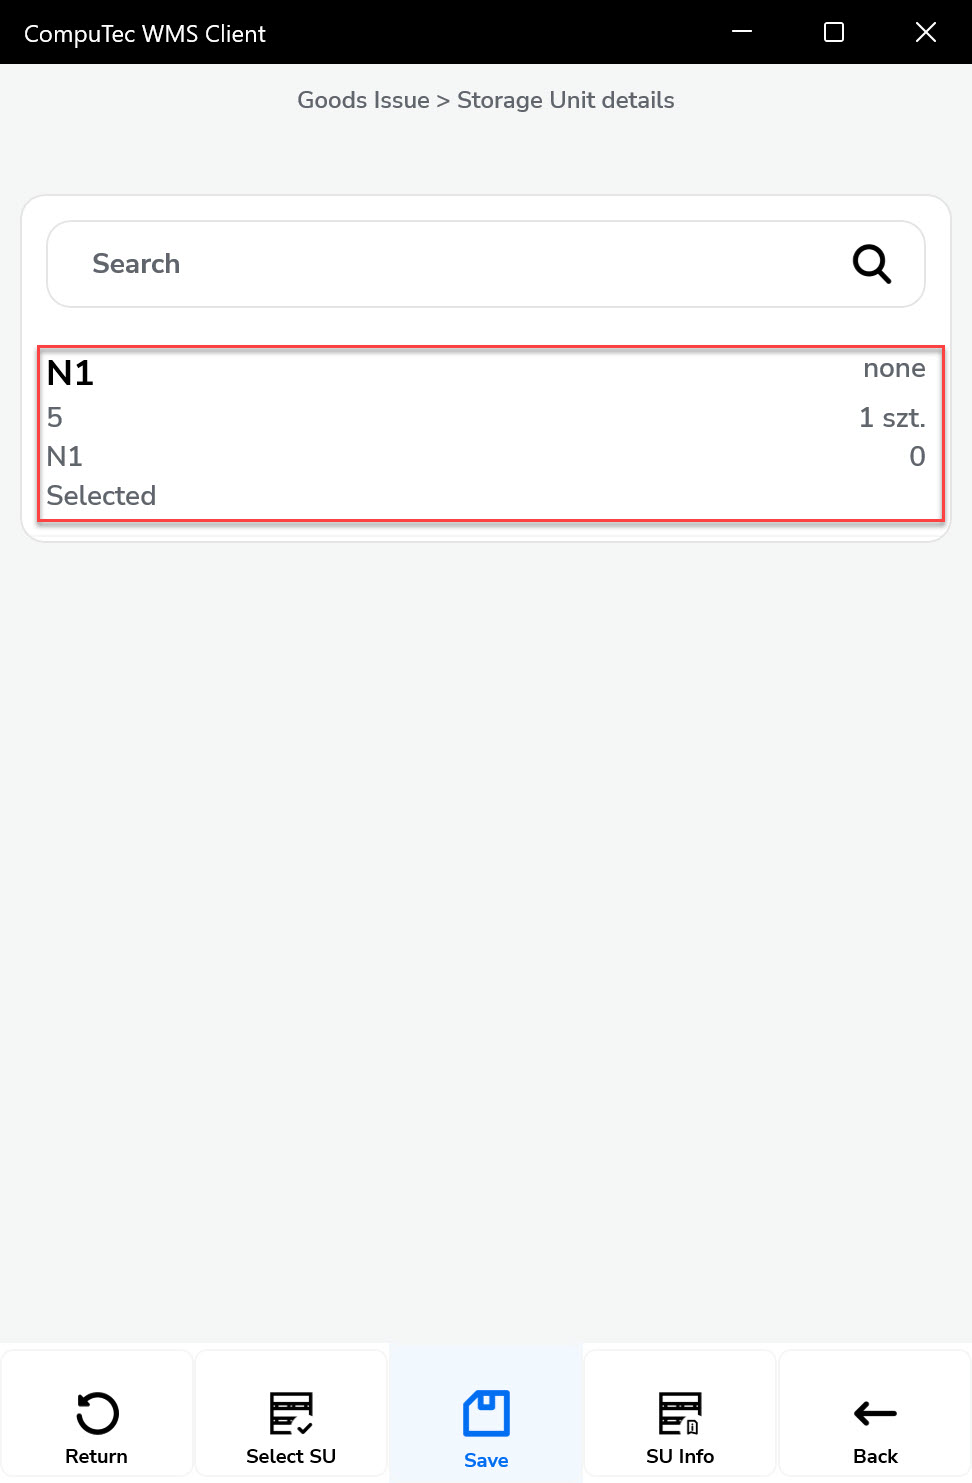 CompuTec WMS Client
Goods Issue > Storage Unit details
Search
N1 none
5 1 szt.
N1 0
Selected
Return Select SU Save SU Info Back